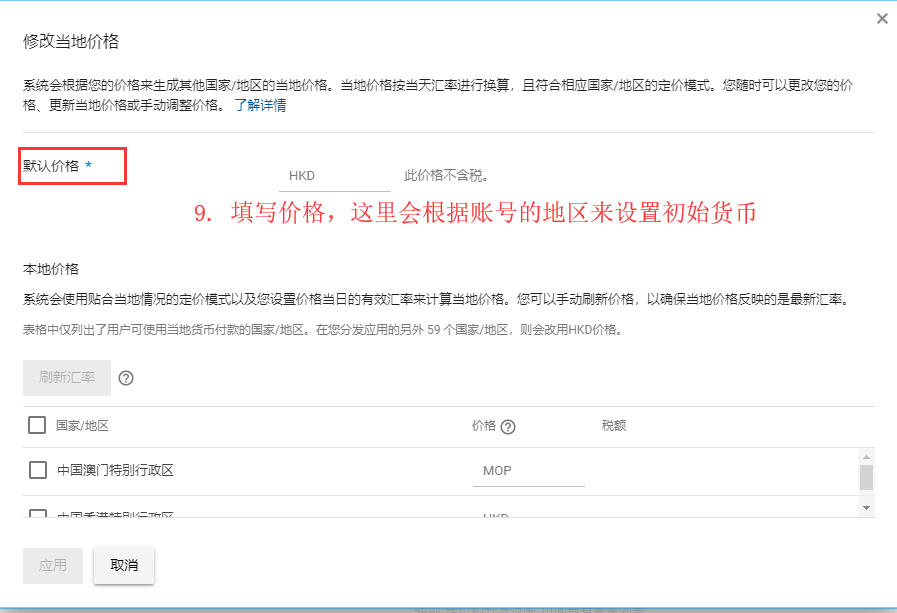 修改当地价格
系统会根据您的价格来生成其他国家/地区的当地价格。当地价格按当天汇率进行换算，且符合相应国家/地区的定价模式。您随时可以更改您的价
格、更新当地价格或手动调整价格。 了解详情
默认价格 *
HKD 此价格不含税。
9. 填写价格，这里会根据账号的地区来设置初始货币
本地价格
系统会使用贴合当地情况的定价模式以及您设置价格当日的有效汇率来计算当地价格。您可以手动刷新价格，以确保当地价格反映的是最新汇率。
表格中仅列出了用户可使用当地货币付款的国家/地区。在您分发应用的另外 59 个国家/地区，则会改用HKD价格。
刷新汇率
国家/地区 价格 税额
中国澳门特别行政区 MOP
中国香港特别行政区 HKD
应用 取消